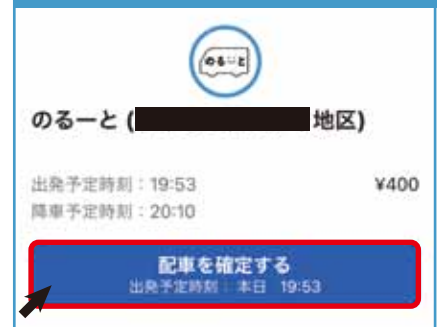 のるーと
のるーと (地区)
出発予定時刻：19:53 ¥400
降車予定時刻：20:10
配車を確定する
出発予定時刻：本日 19:53